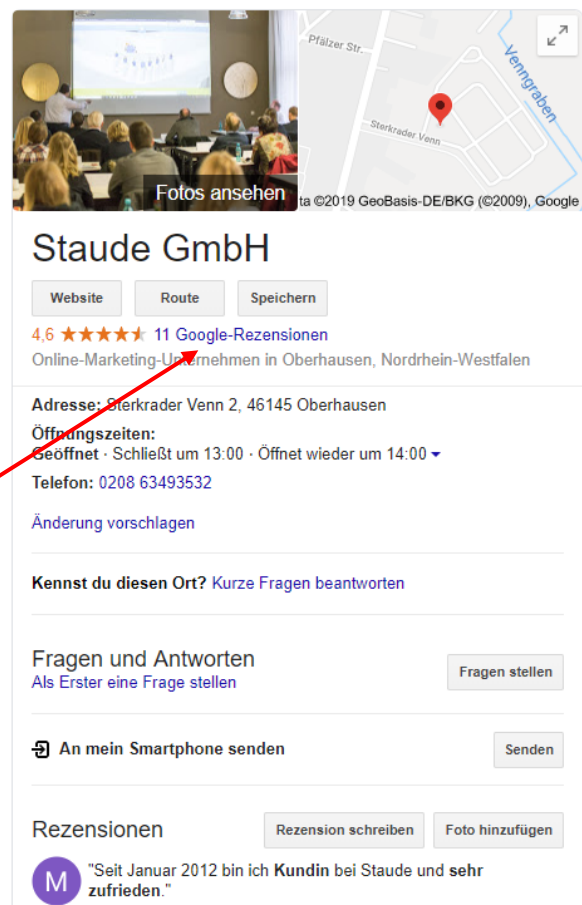 Pfälzer Str.
Venngraben
Sterkrader Venn
Fotos ansehen
ta ©2019 GeoBasis-DE/BKG (©2009), Google
Staude GmbH
Website Route Speichern
4,6 ★★★★★ 11 Google-Rezensionen
Online-Marketing-Unternehmen in Oberhausen, Nordrhein-Westfalen
Adresse: Sterkrader Venn 2, 46145 Oberhausen
Öffnungszeiten:
Geöffnet · Schließt um 13:00 · Öffnet wieder um 14:00
Telefon: 0208 63493532
Änderung vorschlagen
Kennst du diesen Ort? Kurze Fragen beantworten
Fragen und Antworten
Als Erster eine Frage stellen
Fragen stellen
An mein Smartphone senden
Senden
Rezensionen
Rezension schreiben Foto hinzufügen
M
"Seit Januar 2012 bin ich Kundin bei Staude und sehr
zufrieden."